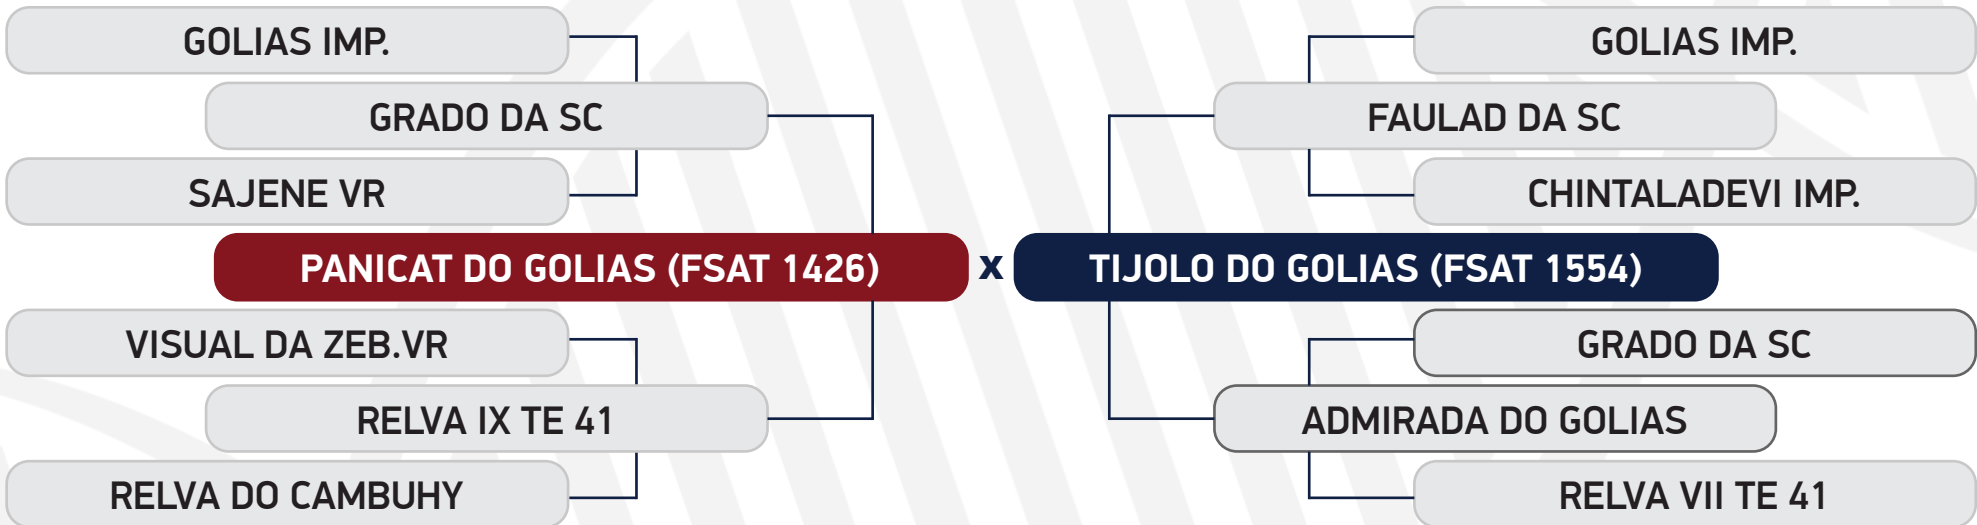 GOLIAS IMP.
GRADO DA SC
SAJENE VR
PANICAT DO GOLIAS (FSAT 1426)
VISUAL DA ZEB.VR
RELVA IX TE 41
RELVA DO CAMBUHY
x
GOLIAS IMP.
FAULAD DA SC
CHINTALADEVI IMP.
TIJOLO DO GOLIAS (FSAT 1554)
GRADO DA SC
ADMIRADA DO GOLIAS
RELVA VII TE 41